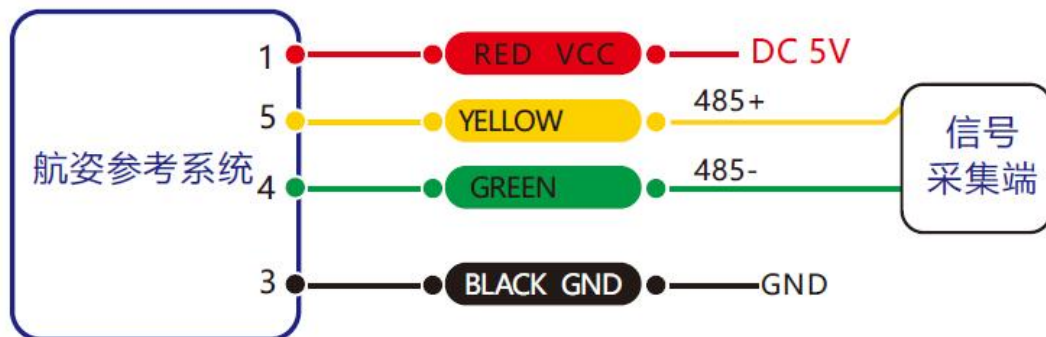 航姿参考系统
1 RED VCC DC 5V
5 YELLOW 485+
4 GREEN 485-
3 BLACK GND GND
信号
采集端